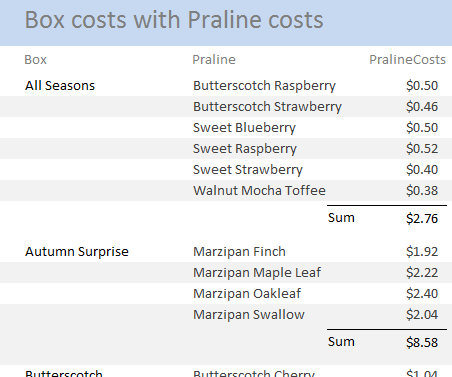 Box costs with Praline costs
Box Praline PralineCosts
All Seasons Butterscotch Raspberry $0.50
Butterscotch Strawberry $0.46
Sweet Blueberry $0.50
Sweet Raspberry $0.52
Sweet Strawberry $0.40
Walnut Mocha Toffee $0.38
Sum $2.76
Autumn Surprise Marzipan Finch $1.92
Marzipan Maple Leaf $2.22
Marzipan Oakleaf $2.40
Marzipan Swallow $2.04
Sum $8.58
Butterscotch Butterscotch Cherry $1.04